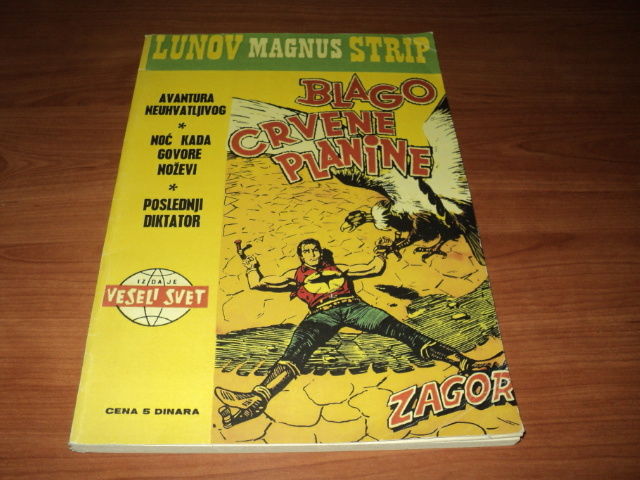 LUNOV MAGNUS STRIP
BLAGO
CRVENE
PLANINE
AVANTURA
NEUHVATLJIVOG
*
NOĆ KADA
GOVORE
NOŽEVI
*
POSLEDNJI
DIKTATOR
IZDAJE
VESELI SVET
CENA 5 DINARA
ZAGOR